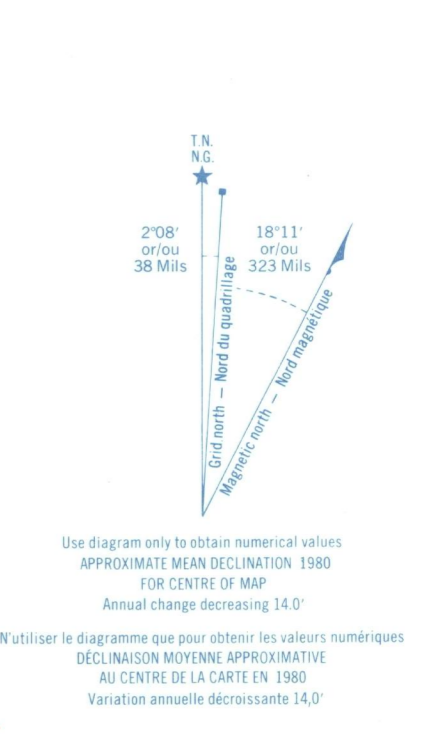 T.N.
N.G.
2°08′
or/ou
38 Mils
18°11′
or/ou
323 Mils
Grid north — Nord du quadrillage
Magnetic north — Nord magnétique
Use diagram only to obtain numerical values
APPROXIMATE MEAN DECLINATION 1980
FOR CENTRE OF MAP
Annual change decreasing 14.0′
N'utiliser le diagramme que pour obtenir les valeurs numériques
DÉCLINAISON MOYENNE APPROXIMATIVE
AU CENTRE DE LA CARTE EN 1980
Variation annuelle décroissante 14,0′